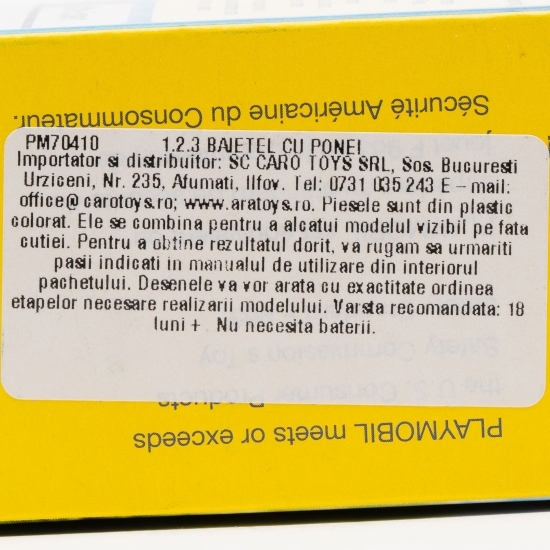 Sécurité Américaine du Consommateur.
PM70410 1.2.3 BAIETEL CU PONEI
Importator si distribuitor: SC CARO TOYS SRL, Sos. Bucuresti
Urziceni, Nr. 235, Afumati, Ilfov. Tel: 0731 035 243 E - mail:
office@carotoys.ro; www.aratoys.ro. Piesele sunt din plastic
colorat. Ele se combina pentru a alcatui modelul vizibil pe fata
cutiei. Pentru a obtine rezultatul dorit, va rugam sa urmariti
pasii indicati in manualul de utilizare din interiorul
pachetului. Desenele va vor arata cu exactitate ordinea
etapelor necesare realizarii modelului. Varsta recomandata: 18
luni + Nu necesita baterii.
Safety Commission's Toy
the U.S. Consumer Products
PLAYMOBIL meets or exceeds